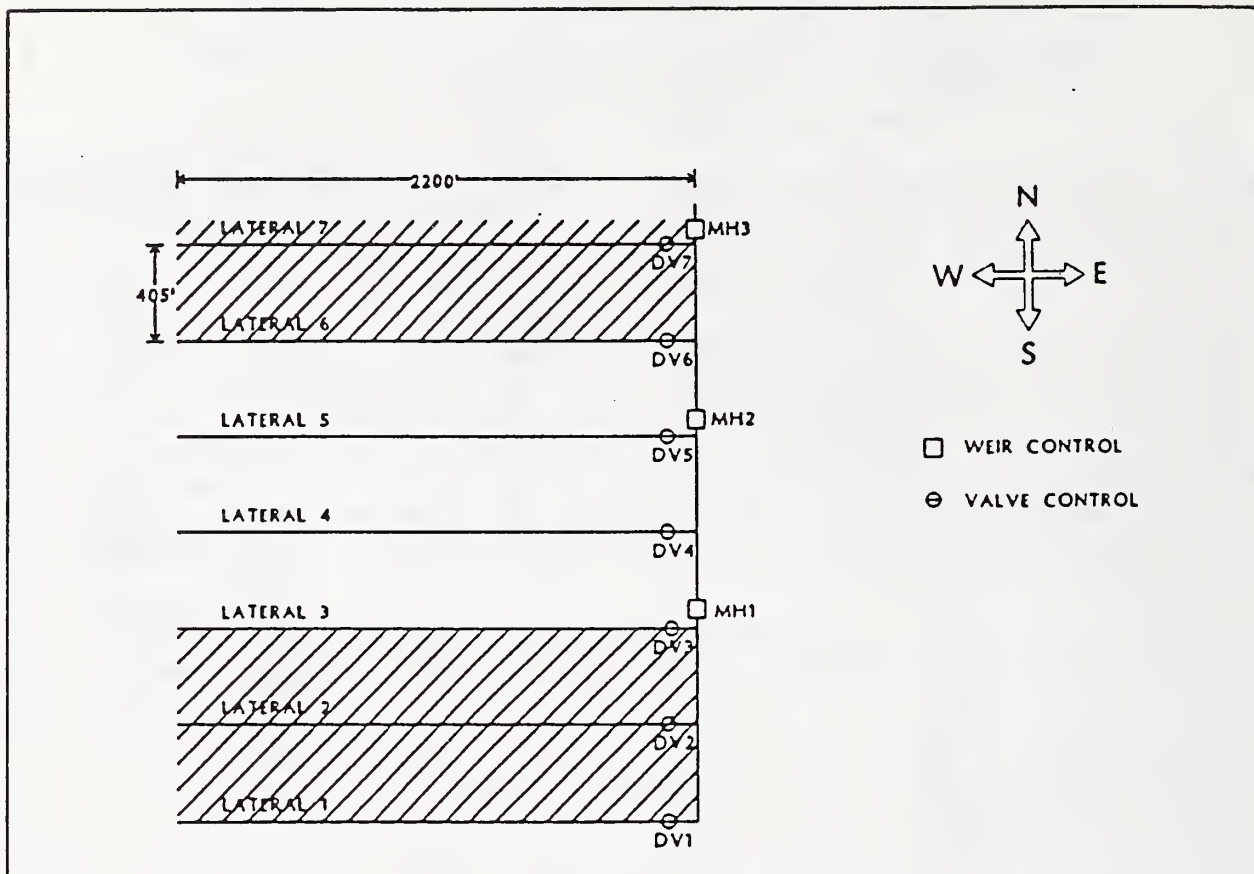 2200'
LATERAL 7
MH3
DV7
405'
LATERAL 6
DV6
LATERAL 5
MH2
DV5
LATERAL 4
DV4
LATERAL 3
MH1
DV3
LATERAL 2
DV2
LATERAL 1
DV1
N
W E
S
WEIR CONTROL
VALVE CONTROL